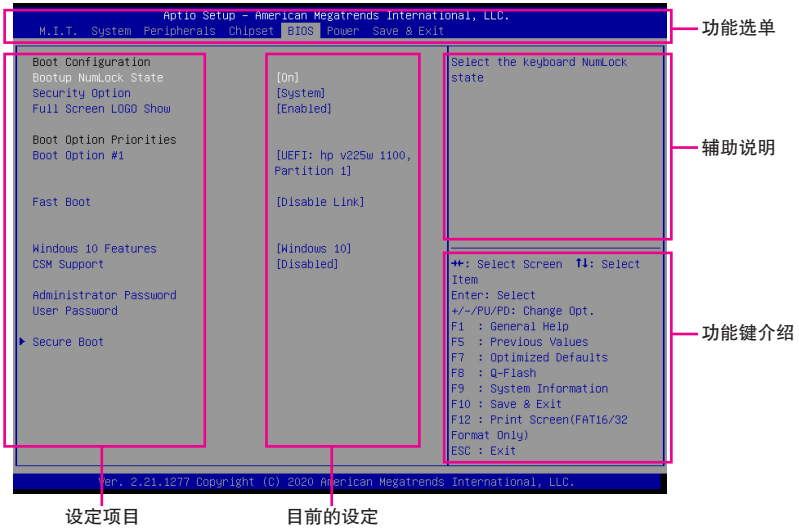 Aptio Setup – American Megatrends International, LLC.
M.I.T. System Peripherals Chipset BIOS Power Save & Exit
功能选单
Boot Configuration
Bootup NumLock State [On]
Security Option [System]
Full Screen LOGO Show [Enabled]
Boot Option Priorities
Boot Option #1 [UEFI: hp v225w 1100,
Partition 1]
Fast Boot [Disable Link]
Windows 10 Features [Windows 10]
CSM Support [Disabled]
Administrator Password
User Password
Secure Boot
Select the keyboard NumLock
state
辅助说明
→←: Select Screen ↑↓: Select
Item
Enter: Select
+/-/PU/PD: Change Opt.
F1 : General Help
F5 : Previous Values
F7 : Optimized Defaults
F8 : Q-Flash
F9 : System Information
F10 : Save & Exit
F12 : Print Screen(FAT16/32
Format Only)
ESC : Exit
功能键介绍
Ver. 2.21.1277 Copyright (C) 2020 American Megatrends International, LLC.
设定项目
目前的设定